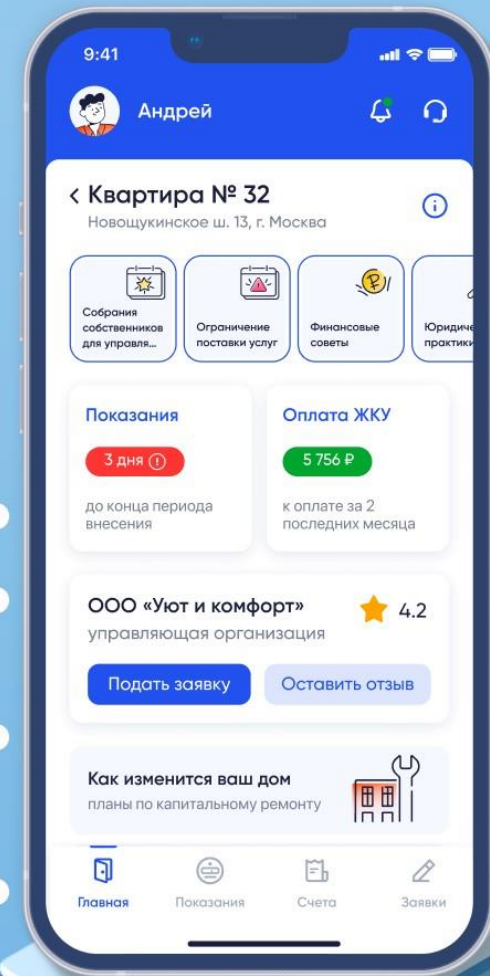 9:41
Андрей
Квартира № 32
Новощукинское ш. 13, г. Москва
Собрания
собственников
для управля...
Ограничение
поставки услуг
Финансовые
советы
Юридиче
практики
Показания
3 дня
до конца периода
внесения
Оплата ЖКУ
5 756 ₽
к оплате за 2
последних месяца
ООО «Уют и комфорт»
4.2
управляющая организация
Подать заявку
Оставить отзыв
Как изменится ваш дом
планы по капитальному ремонту
Главная
Показания
Счета
Заявки